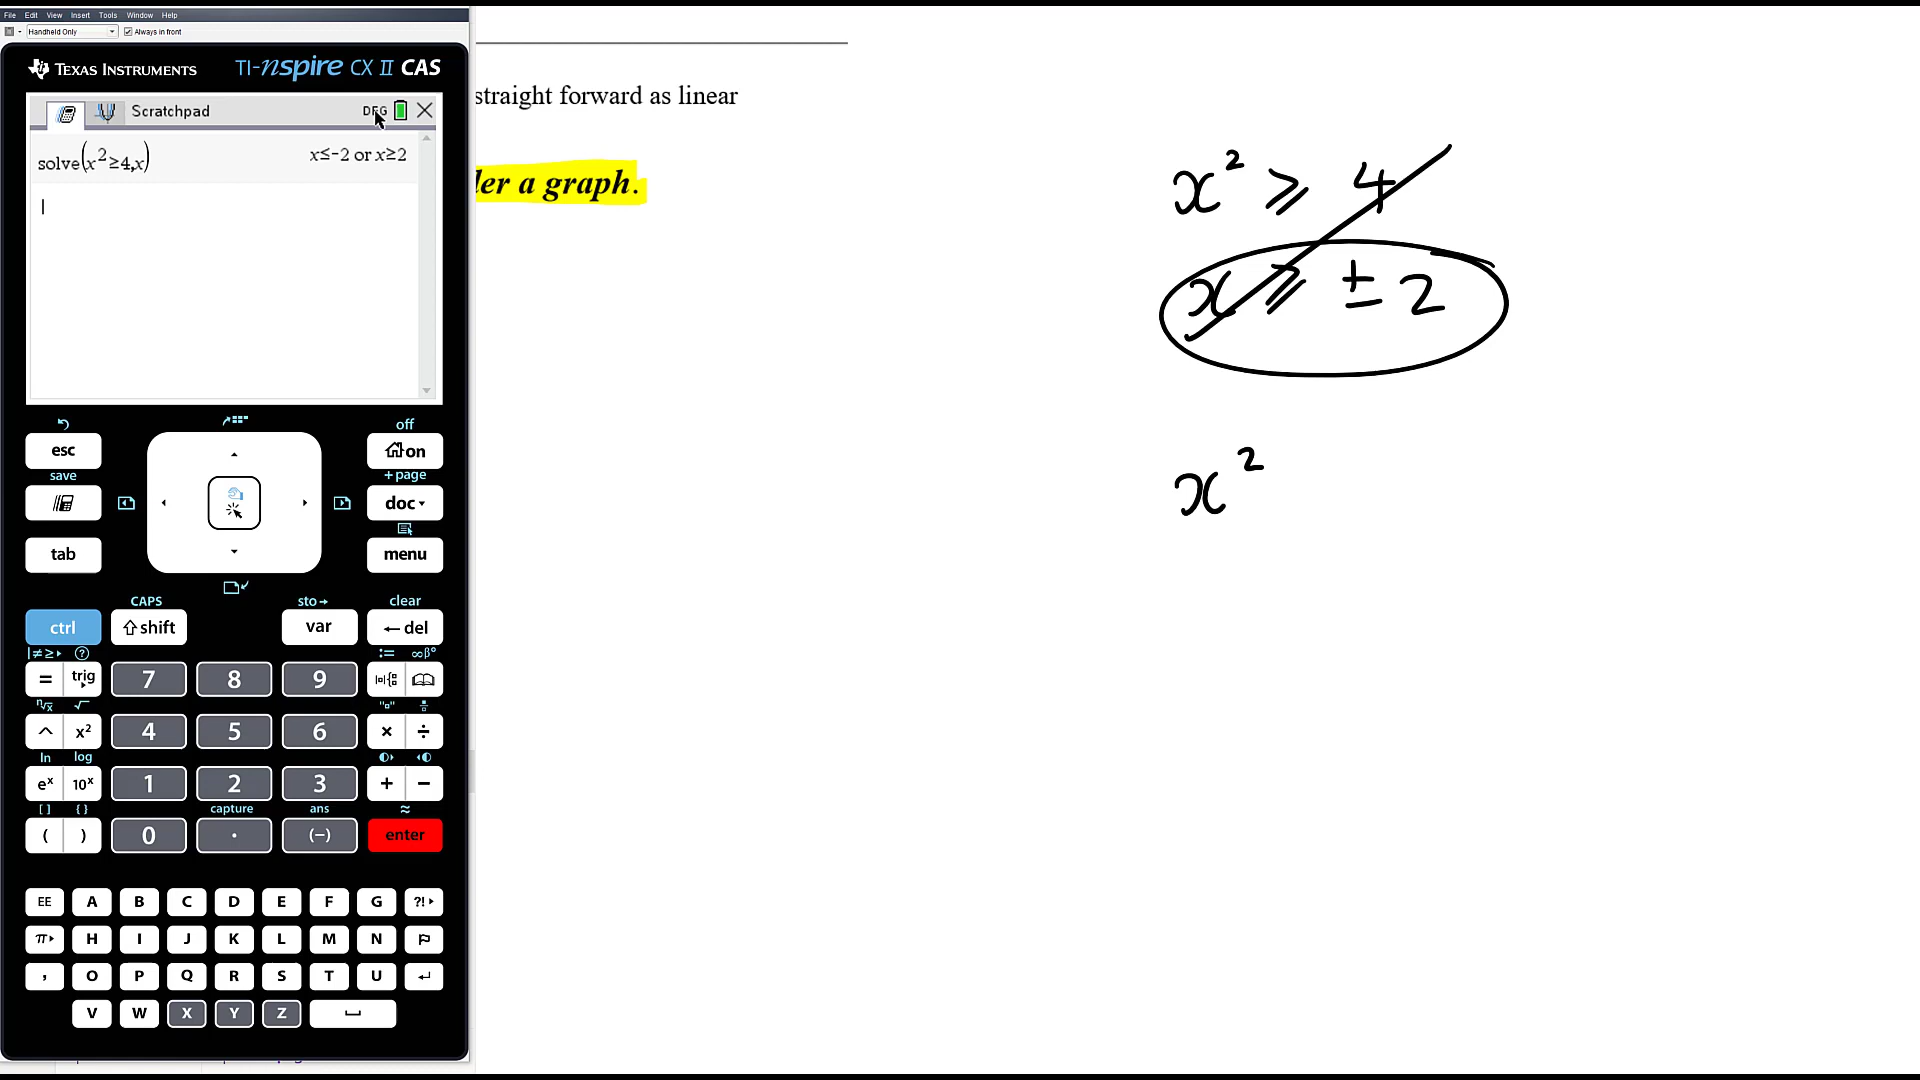 File Edit View Insert Tools Window Help
Handheld Only Always in front
TEXAS INSTRUMENTS TI-nspire CX II CAS
Scratchpad DEG
solve(x²≥4,x) x≤-2 or x≥2
straight forward as linear
der a graph.
x² ≥ 4
x ≥ ± 2
x²
off
esc on
save +page
doc
tab menu
CAPS sto→ clear
ctrl ⇧shift var ←del
|≠≥▸ ? := ∞β°
= trig 7 8 9 |□|{
ⁿ√x √ "□"
^ x² 4 5 6 × ÷
ln log
eˣ 10ˣ 1 2 3 + −
[ ] { } capture ans ≈
( ) 0 . (−) enter
EE A B C D E F G ?!▸
π▸ H I J K L M N
, O P Q R S T U ↵
V W X Y Z